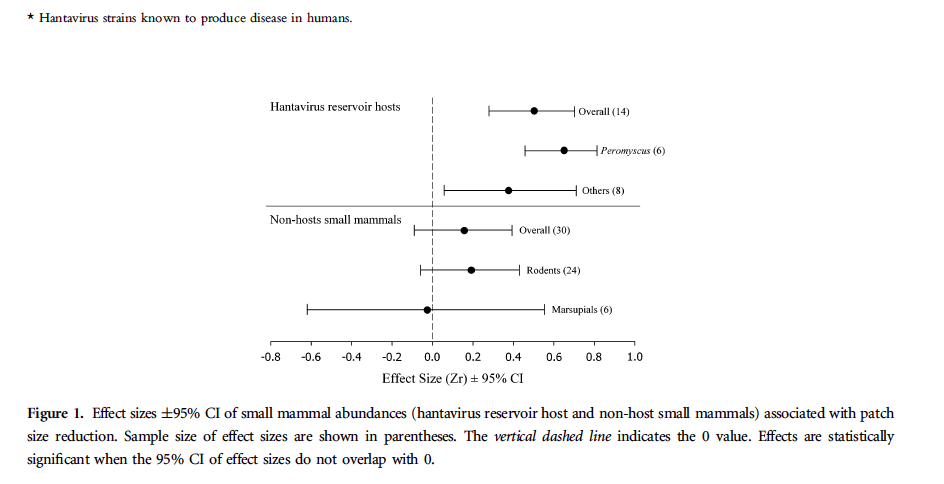 * Hantavirus strains known to produce disease in humans.
Hantavirus reservoir hosts
Overall (14)
Peromyscus (6)
Others (8)
Non-hosts small mammals
Overall (30)
Rodents (24)
Marsupials (6)
-0.8 -0.6 -0.4 -0.2 0.0 0.2 0.4 0.6 0.8 1.0
Effect Size (Zr) ± 95% CI
Figure 1. Effect sizes ±95% CI of small mammal abundances (hantavirus reservoir host and non-host small mammals) associated with patch
size reduction. Sample size of effect sizes are shown in parentheses. The vertical dashed line indicates the 0 value. Effects are statistically
significant when the 95% CI of effect sizes do not overlap with 0.